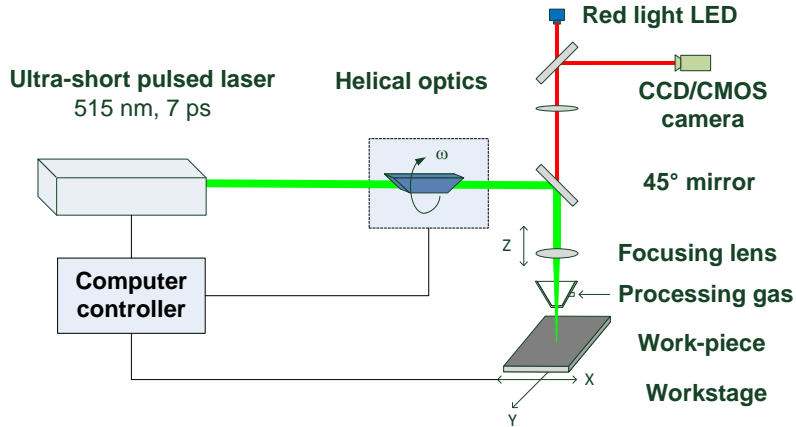 Red light LED
Ultra-short pulsed laser
515 nm, 7 ps
Helical optics
CCD/CMOS
camera
ω
45° mirror
Z
Focusing lens
Computer
controller
Processing gas
Work-piece
X
Workstage
Y